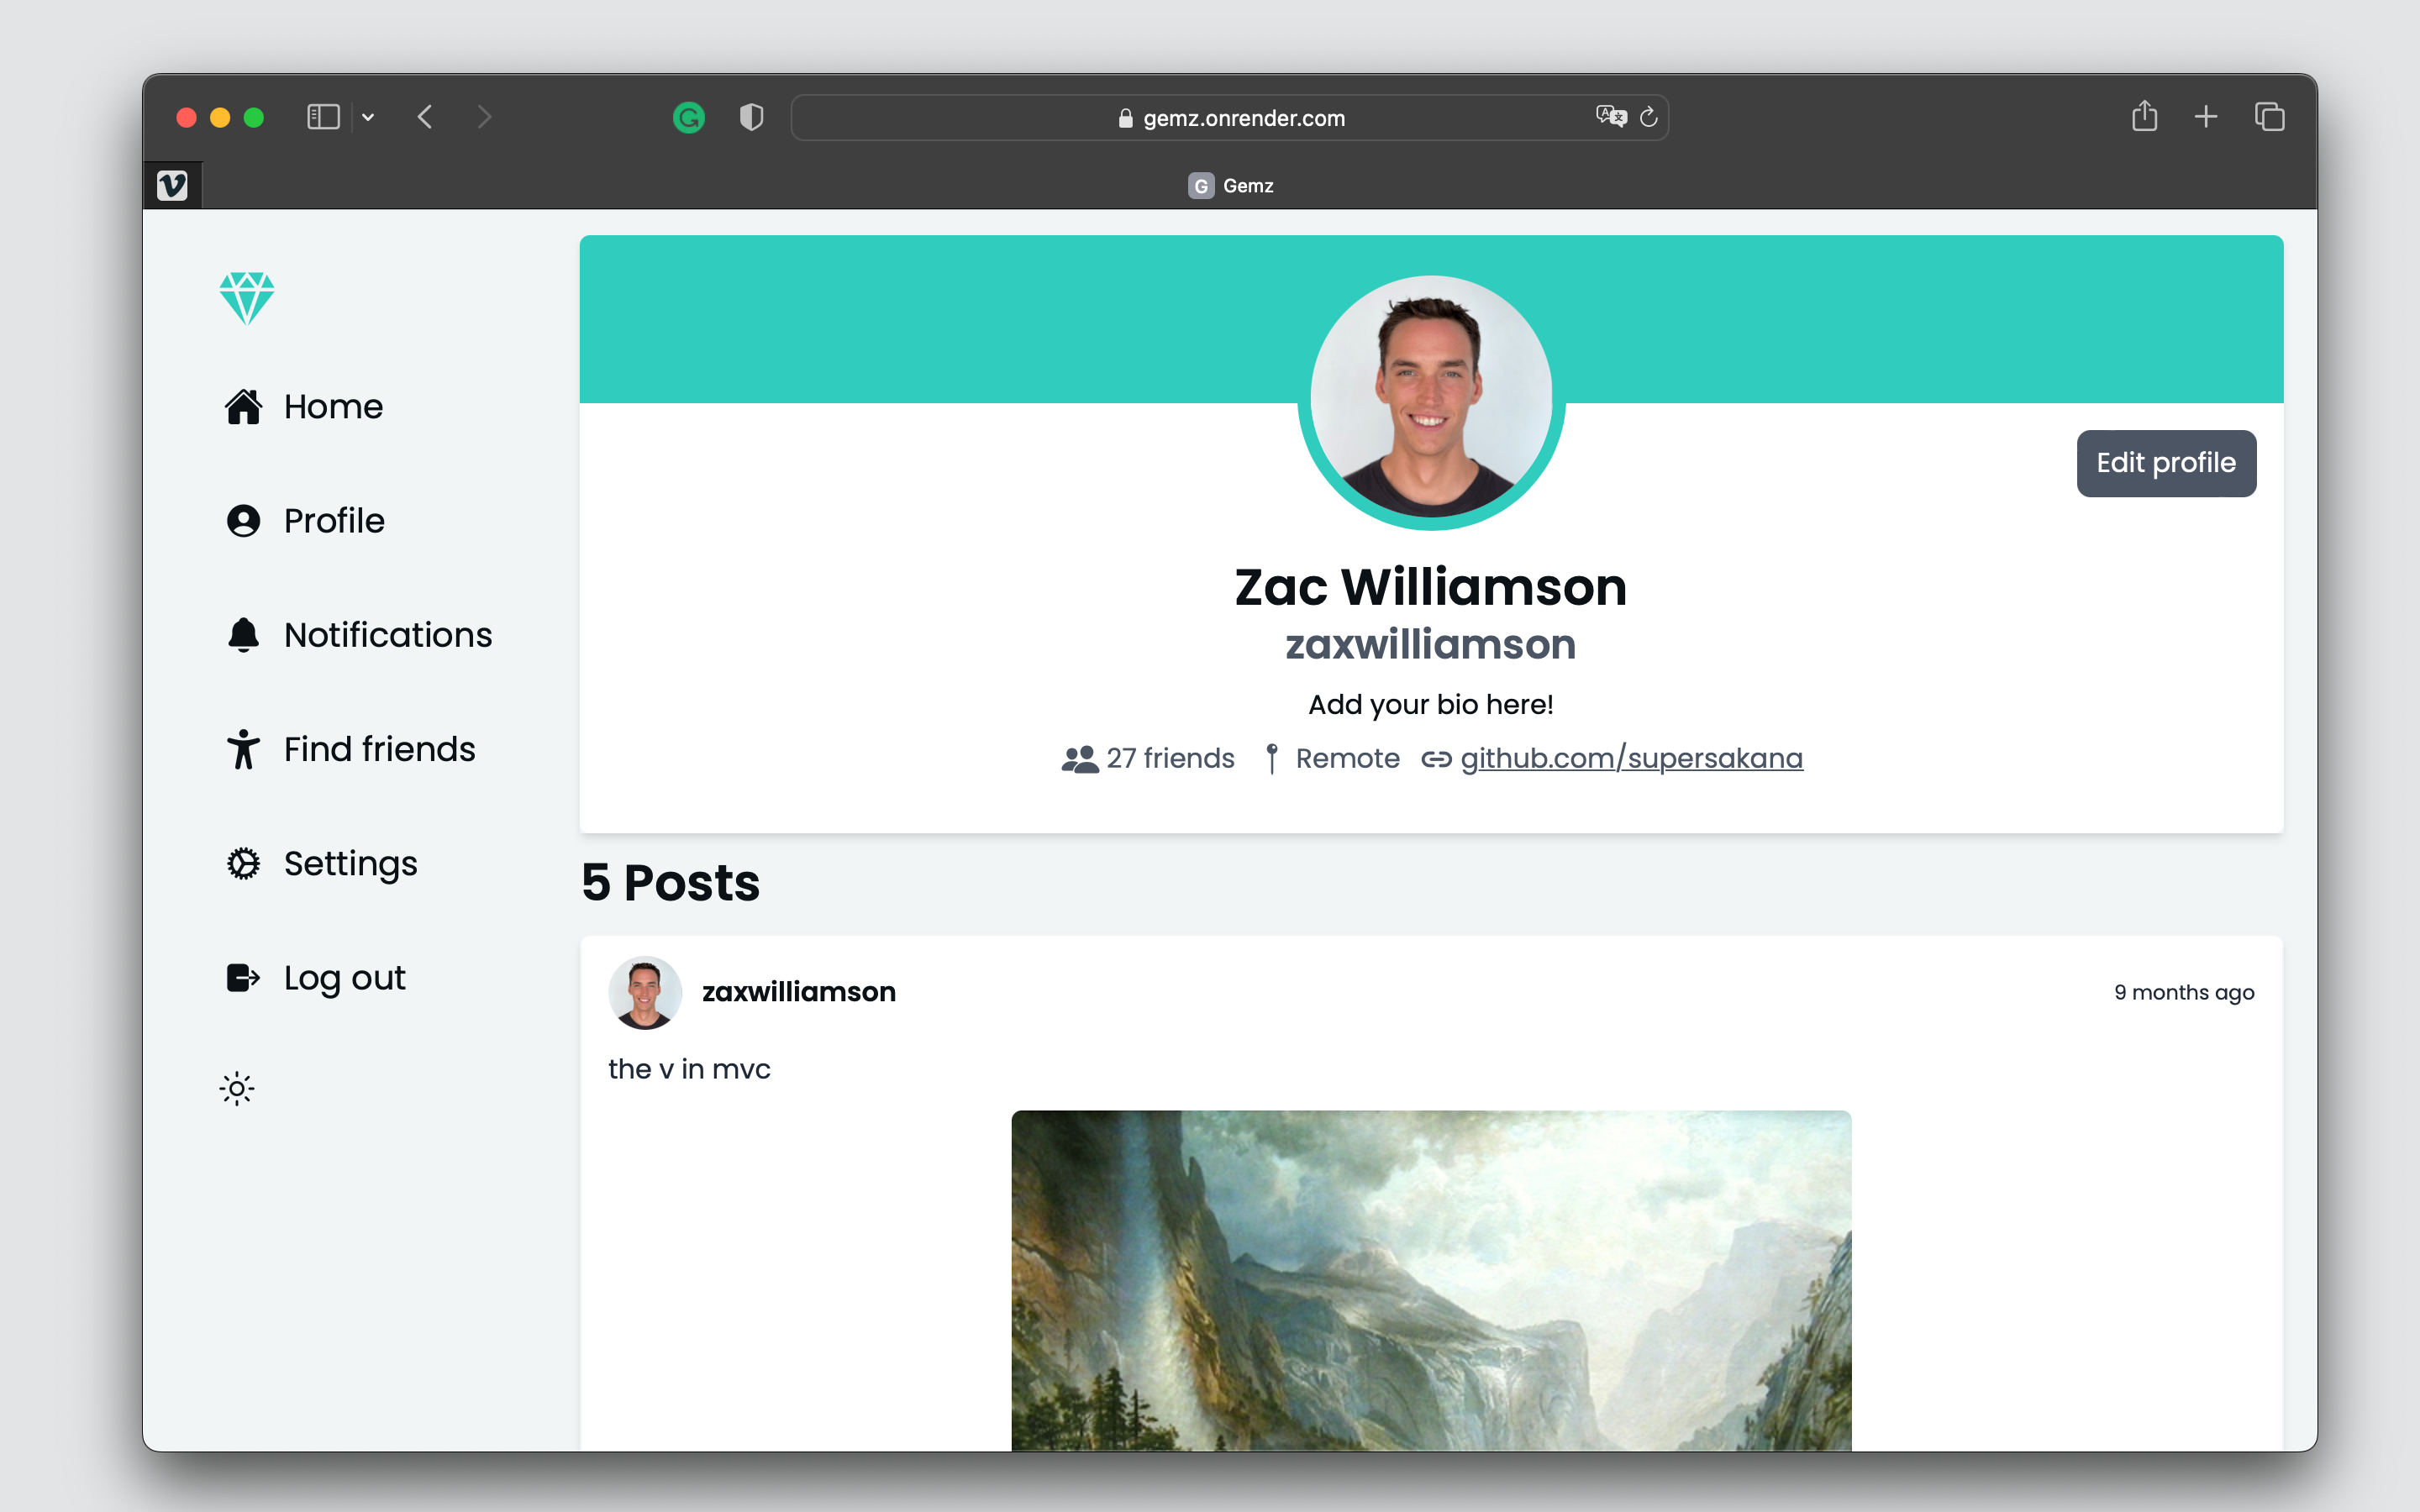 gemz.onrender.com
G Gemz
Home
Profile
Notifications
Find friends
Settings
Log out
Edit profile
Zac Williamson
zaxwilliamson
Add your bio here!
27 friends Remote github.com/supersakana
5 Posts
zaxwilliamson 9 months ago
the v in mvc